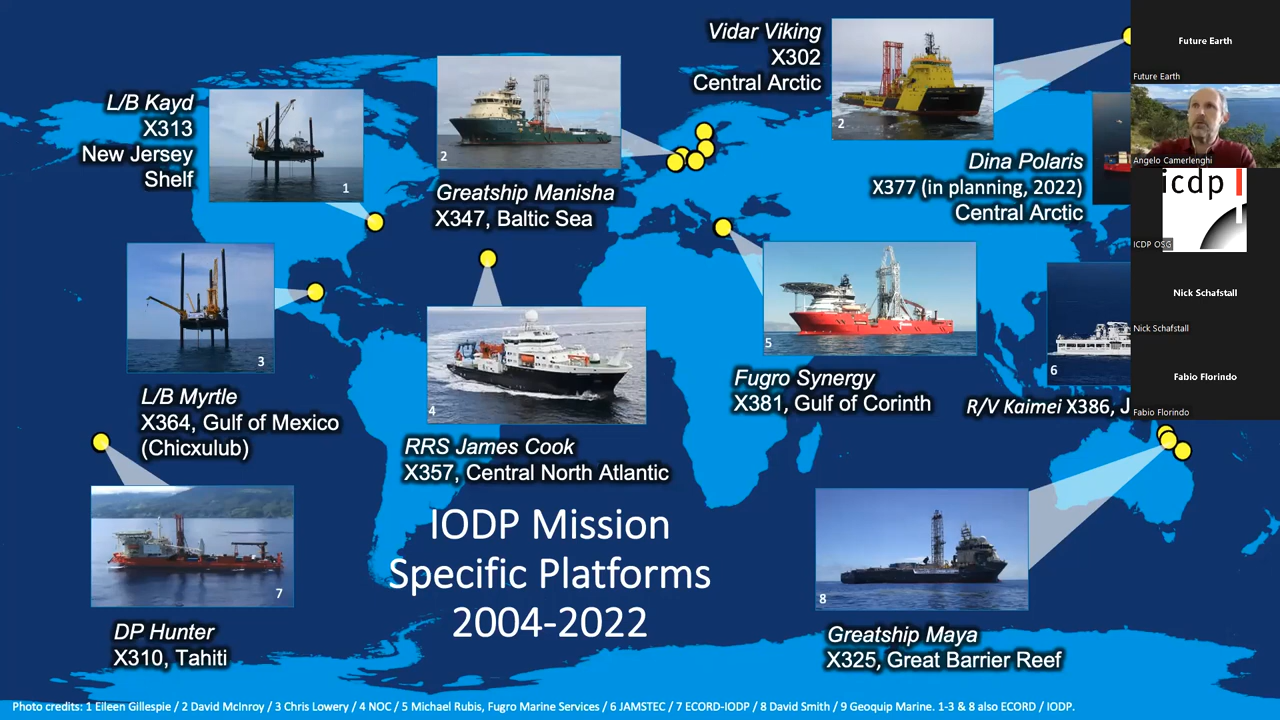 Vidar Viking
X302
Central Arctic
2
L/B Kayd
X313
New Jersey
Shelf
1
2
Greatship Manisha
X347, Baltic Sea
Dina Polaris
X377 (in planning, 2022)
Central Arctic
3
L/B Myrtle
X364, Gulf of Mexico
(Chicxulub)
4
RRS James Cook
X357, Central North Atlantic
5
Fugro Synergy
X381, Gulf of Corinth
6
R/V Kaimei X386, J
7
DP Hunter
X310, Tahiti
IODP Mission
Specific Platforms
2004-2022
8
Greatship Maya
X325, Great Barrier Reef
Photo credits: 1 Eileen Gillespie / 2 David McInroy / 3 Chris Lowery / 4 NOC / 5 Michael Rubis, Fugro Marine Services / 6 JAMSTEC / 7 ECORD-IODP / 8 David Smith / 9 Geoquip Marine. 1-3 & 8 also ECORD / IODP.
Future Earth
Future Earth
Angelo Camerlenghi
icdp
ICDP OSG
Nick Schafstall
Nick Schafstall
Fabio Florindo
Fabio Florindo